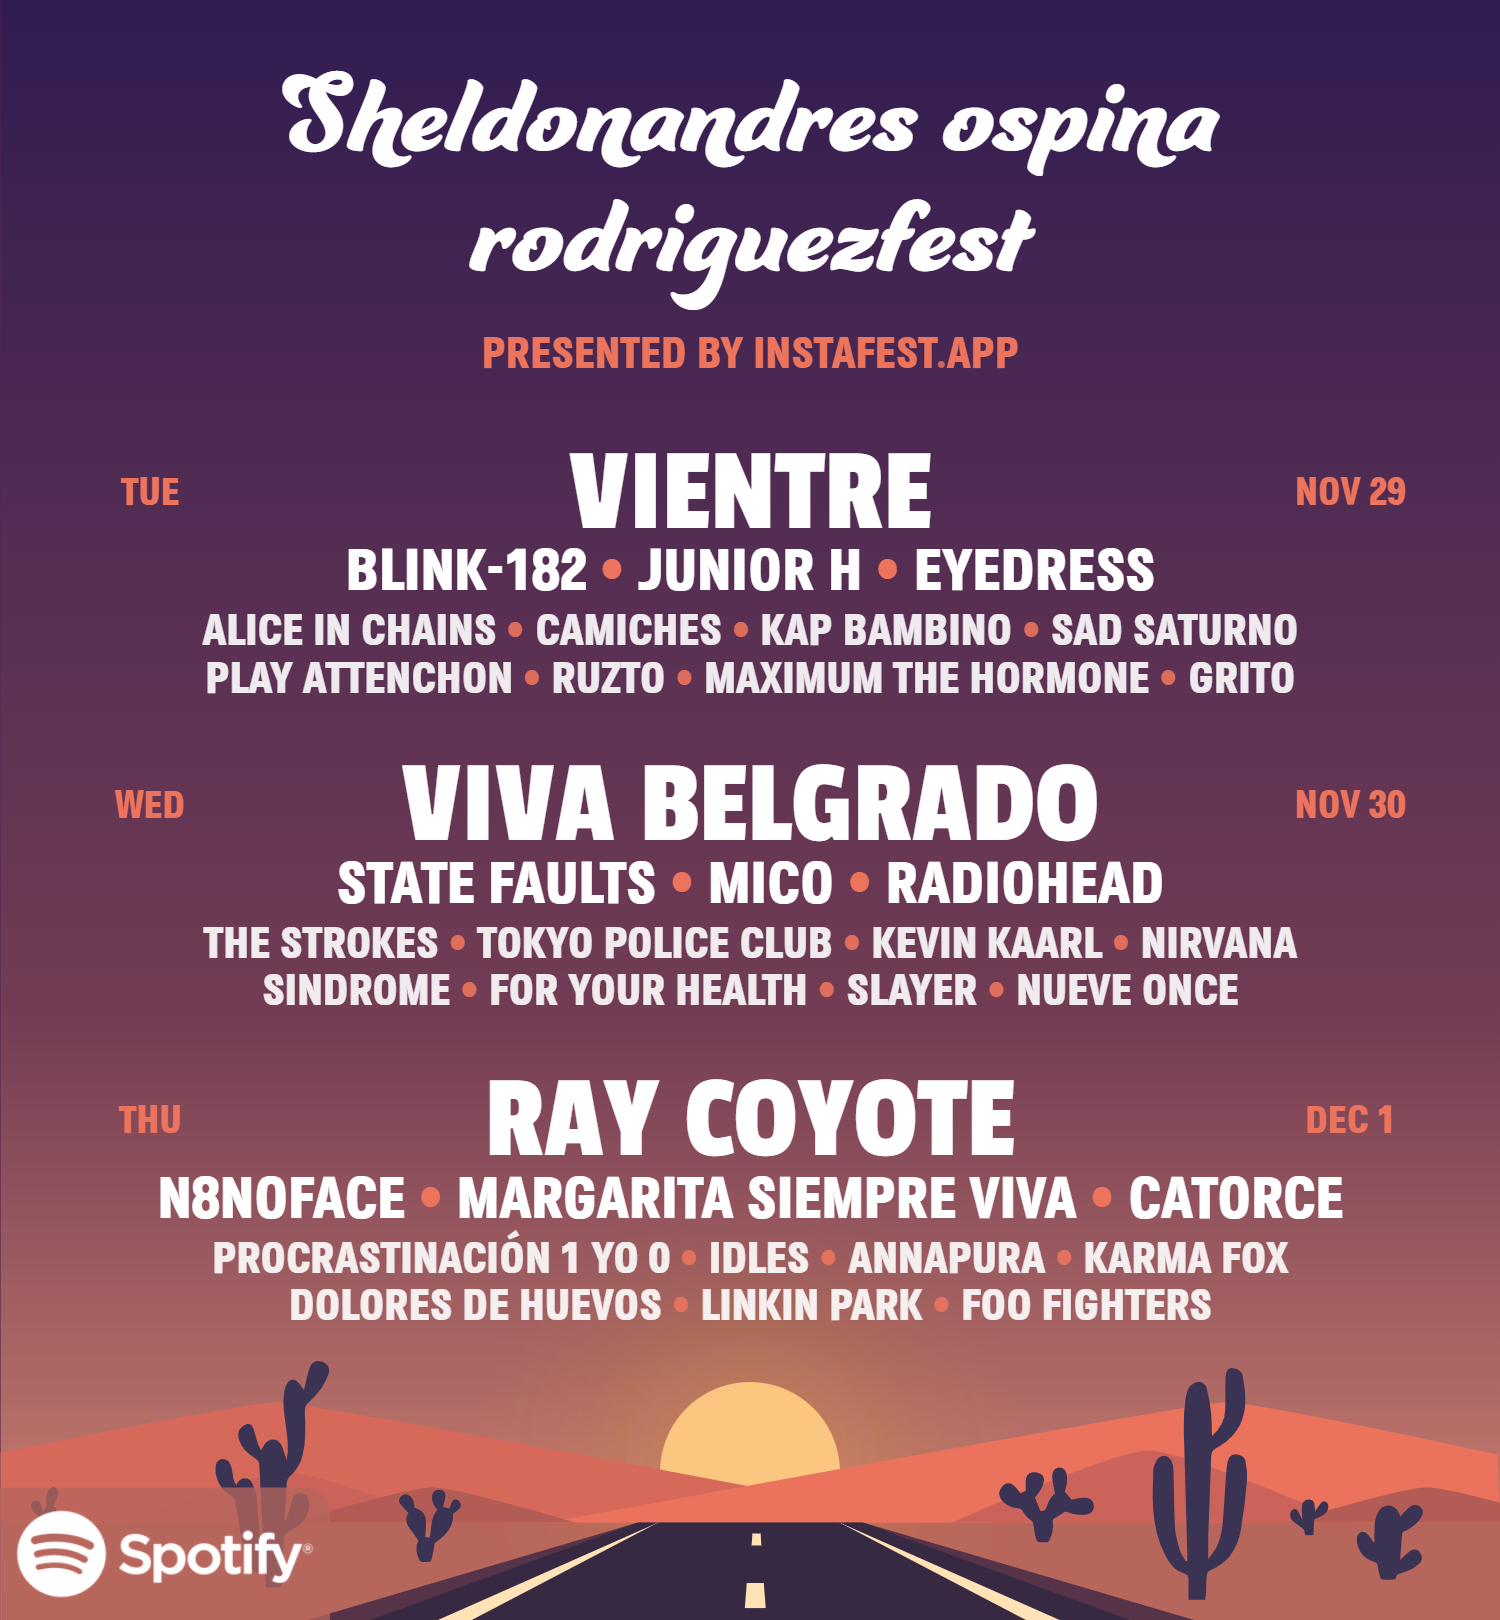 Sheldonandres ospina
rodriguezfest
PRESENTED BY INSTAFEST.APP
TUE
VIENTRE
NOV 29
BLINK-182 • JUNIOR H • EYEDRESS
ALICE IN CHAINS • CAMICHES • KAP BAMBINO • SAD SATURNO
PLAY ATTENCHON • RUZTO • MAXIMUM THE HORMONE • GRITO
WED
VIVA BELGRADO
NOV 30
STATE FAULTS • MICO • RADIOHEAD
THE STROKES • TOKYO POLICE CLUB • KEVIN KAARL • NIRVANA
SINDROME • FOR YOUR HEALTH • SLAYER • NUEVE ONCE
THU
RAY COYOTE
DEC 1
N8NOFACE • MARGARITA SIEMPRE VIVA • CATORCE
PROCRASTINACIÓN 1 YO 0 • IDLES • ANNAPURA • KARMA FOX
DOLORES DE HUEVOS • LINKIN PARK • FOO FIGHTERS
Spotify®